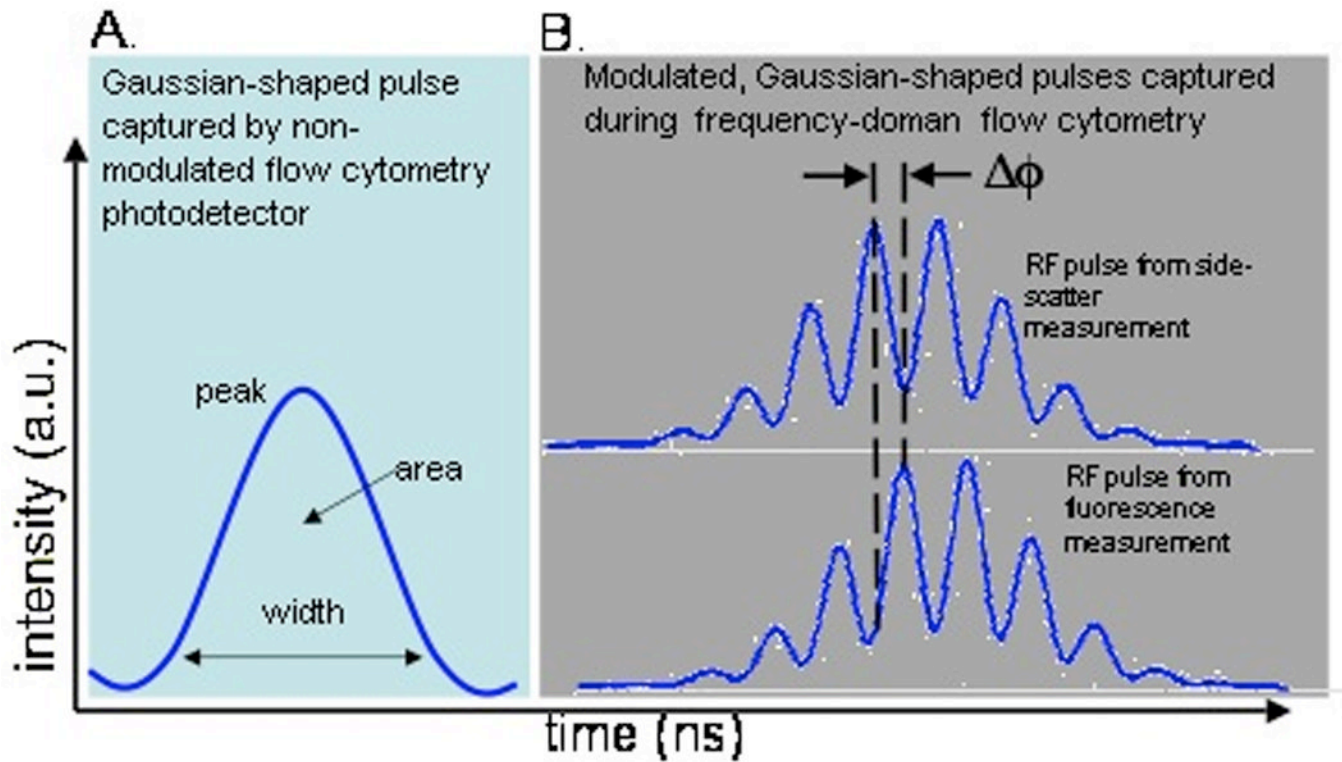 A.
Gaussian-shaped pulse
captured by non-
modulated flow cytometry
photodetector
peak
area
width
intensity (a.u.)
B.
Modulated, Gaussian-shaped pulses captured
during frequency-doman flow cytometry
Δϕ
RF pulse from side-
scatter
measurement
RF pulse from
fluorescence
measurement
time (ns)